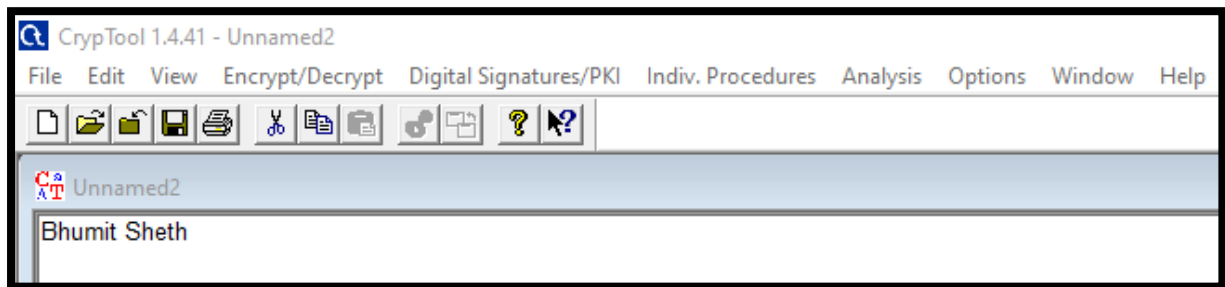 CrypTool 1.4.41 - Unnamed2
File Edit View Encrypt/Decrypt Digital Signatures/PKI Indiv. Procedures Analysis Options Window Help
Unnamed2
Bhumit Sheth